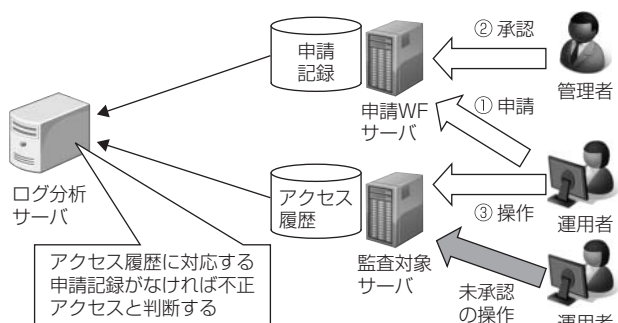 申請
記録
② 承認
管理者
申請WF
サーバ
① 申請
ログ分析
サーバ
アクセス
履歴
③ 操作
運用者
監査対象
サーバ
未承認
の操作
運用者
アクセス履歴に対応する
申請記録がなければ不正
アクセスと判断する